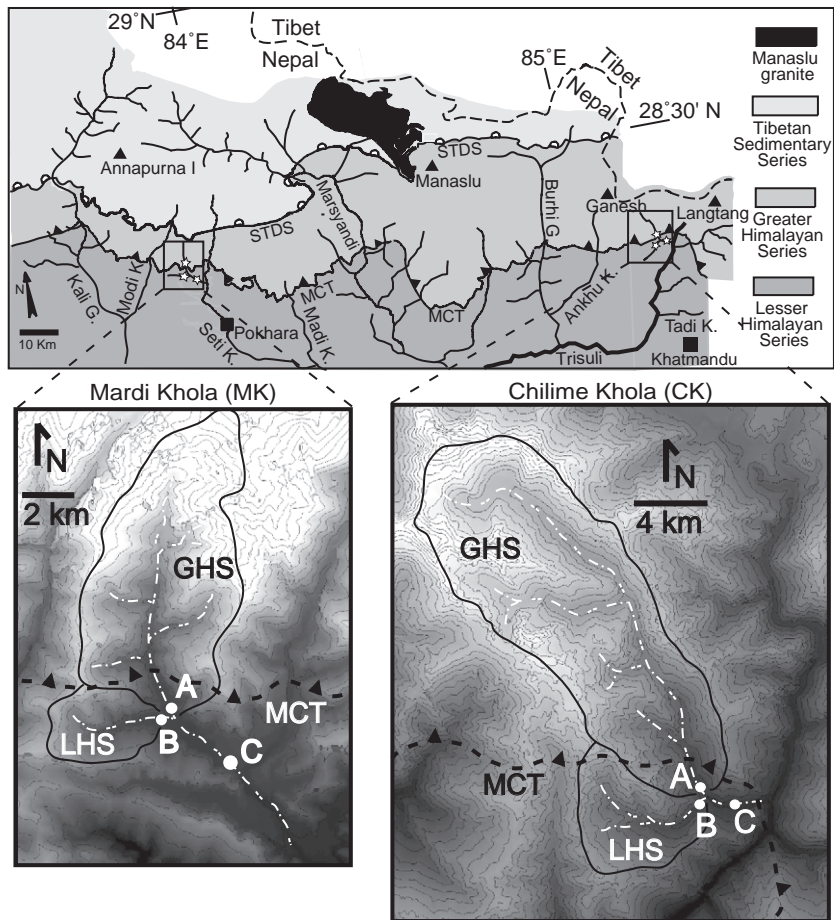 29˚N
84˚E
Tibet
Nepal
85˚E
Tibet
Nepal
28˚30' N
Manaslu
granite
Tibetan
Sedimentary
Series
Greater
Himalayan
Series
Lesser
Himalayan
Series
Annapurna I
STDS
Manaslu
Marsyandi
STDS
Burhi G.
Ganesh
Langtang
N
10 Km
Kali G.
Modi K.
Seti K.
Pokhara
Madi K.
MCT
MCT
Ankhu K.
Trisuli
Tadi K.
Khatmandu
Mardi Khola (MK)
N
2 km
GHS
A
MCT
LHS
B
C
Chilime Khola (CK)
N
4 km
GHS
MCT
A
B
C
LHS